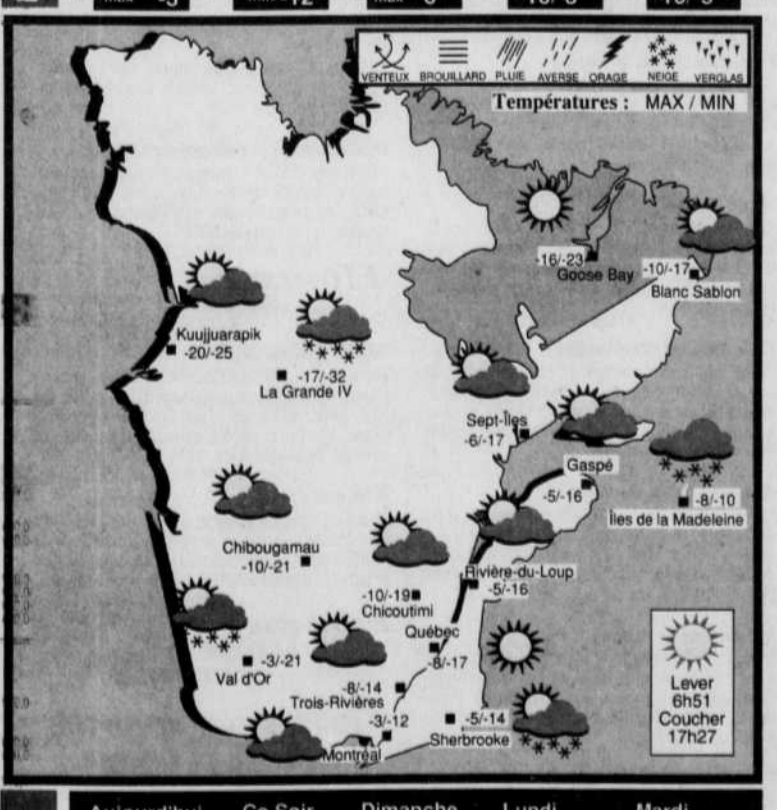 VENTEUX BROUILLARD PLUIE AVERSE ORAGE NEIGE VERGLAS
Températures : MAX / MIN
-16/-23
Goose Bay
-10/-17
Blanc Sablon
Kuujjuarapik
-20/-25
-17/-32
La Grande IV
Sept-Îles
-6/-17
Gaspé
-5/-16
-8/-10
Îles de la Madeleine
Chibougamau
-10/-21
Rivière-du-Loup
-5/-16
-10/-19
Chicoutimi
Québec
-8/-17
-3/-21
Val d'Or
-8/-14
Trois-Rivières
-3/-12
Montréal
-5/-14
Sherbrooke
Lever
6h51
Coucher
17h27
Aujourd'hui Ce Soir Dimanche Lundi Mardi